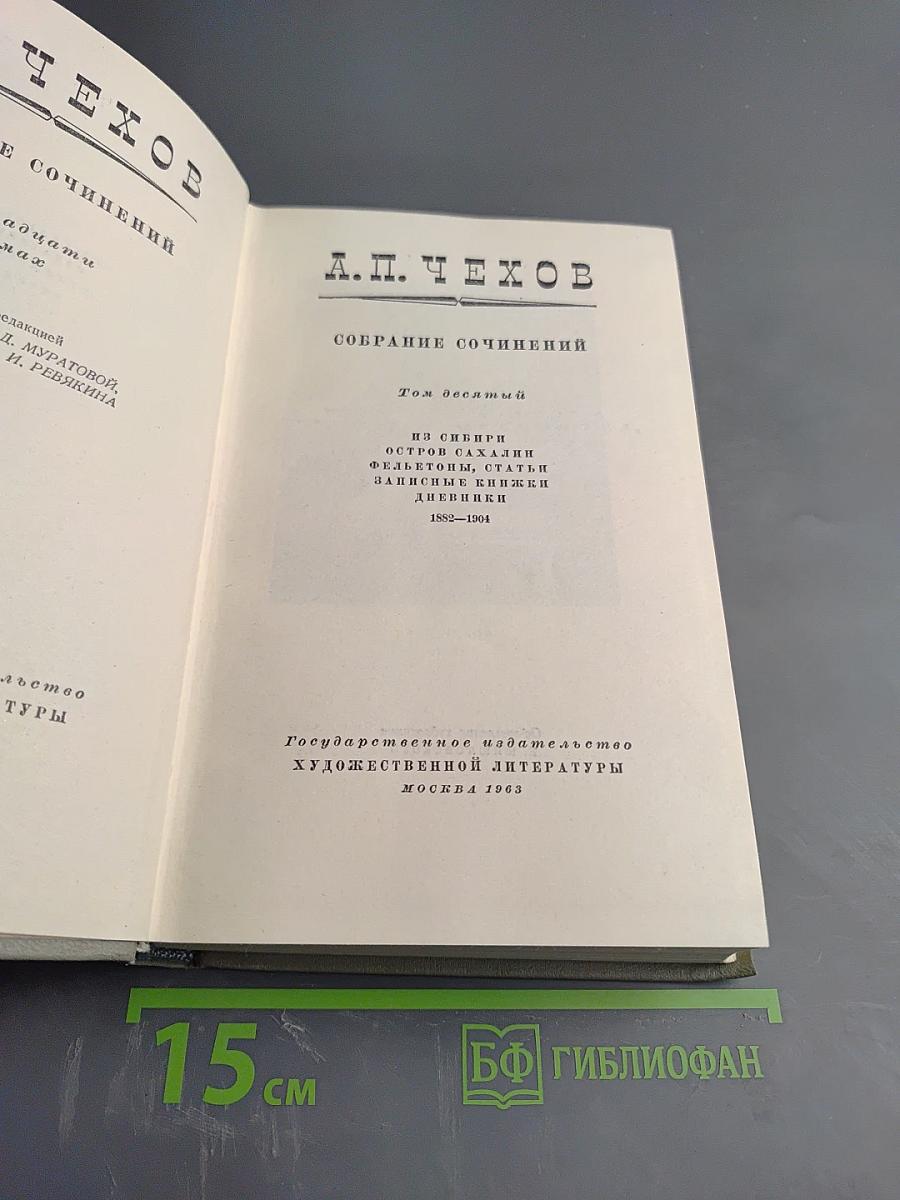 ЧЕХОВ
Е СОЧИНЕНИЙ
адцати
мах
редакцией
Д. МУРАТОВОЙ,
И. РЕВЯКИНА
льство
ТУРЫ
А. П. ЧЕХОВ
СОБРАНИЕ СОЧИНЕНИЙ
Том десятый
ИЗ СИБИРИ
ОСТРОВ САХАЛИН
ФЕЛЬЕТОНЫ, СТАТЬИ
ЗАПИСНЫЕ КНИЖКИ
ДНЕВНИКИ
1882—1904
Государственное издательство
ХУДОЖЕСТВЕННОЙ ЛИТЕРАТУРЫ
МОСКВА 1963
15 СМ
БФ ГИБЛИОФАН